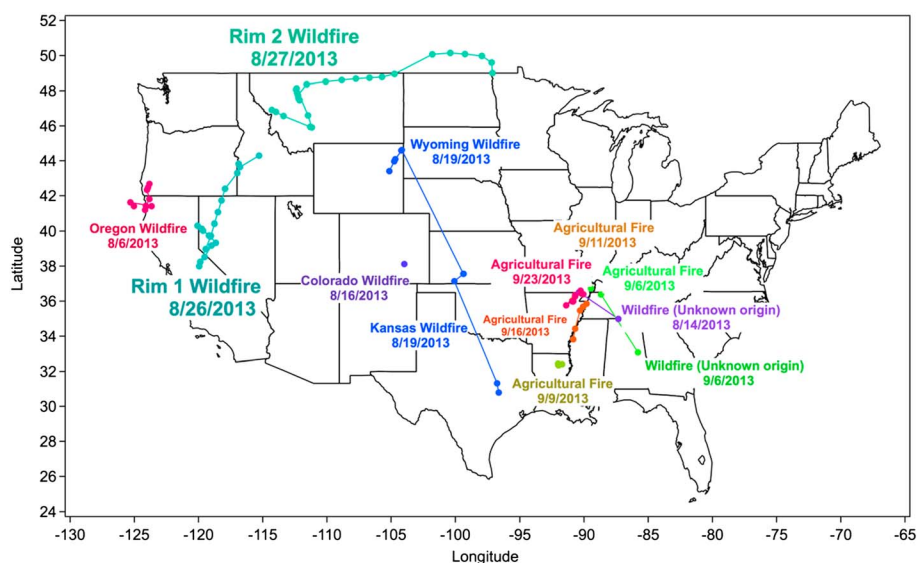 52
50
48
46
44
42
40
38
36
34
32
30
28
26
24
Latitude
Rim 2 Wildfire
8/27/2013
Wyoming Wildfire
8/19/2013
Oregon Wildfire
8/6/2013
Rim 1 Wildfire
8/26/2013
Colorado Wildfire
8/16/2013
Kansas Wildfire
8/19/2013
Agricultural Fire
9/11/2013
Agricultural Fire
9/23/2013
Agricultural Fire
9/6/2013
Agricultural Fire
9/16/2013
Wildfire (Unknown origin)
8/14/2013
Wildfire (Unknown origin)
9/6/2013
Agricultural Fire
9/9/2013
-130
-125
-120
-115
-110
-105
-100
-95
-90
-85
-80
-75
-70
-65
Longitude